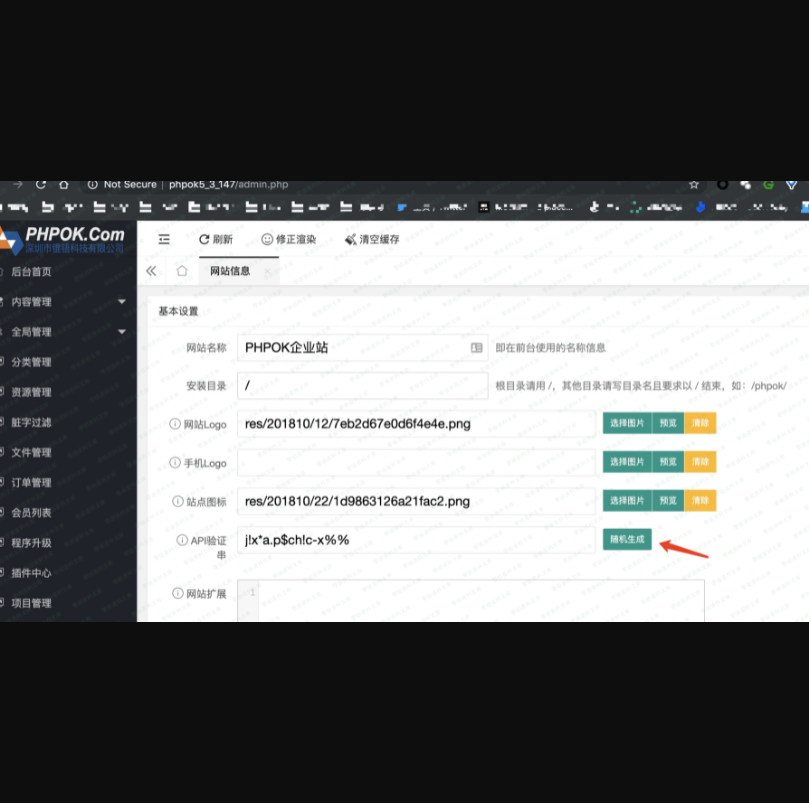 Not Secure | phpok5_3_147/admin.php
PHPOK.Com
深圳市锟铻科技有限公司
刷新 修正渲染 清空缓存
网站信息
后台首页
内容管理
全局管理
分类管理
资源管理
脏字过滤
文件管理
订单管理
会员列表
程序升级
插件中心
项目管理
基本设置
网站名称 PHPOK企业站 即在前台使用的名称信息
安装目录 / 根目录请用 /，其他目录请写目录名且要求以 / 结束，如：/phpok/
网站Logo res/201810/12/7eb2d67e0d6f4e4e.png 选择图片 预览 清除
手机Logo 选择图片 预览 清除
站点图标 res/201810/22/1d9863126a21fac2.png 选择图片 预览 清除
API验证串 j!x*a.p$ch!c-x%% 随机生成
网站扩展 1